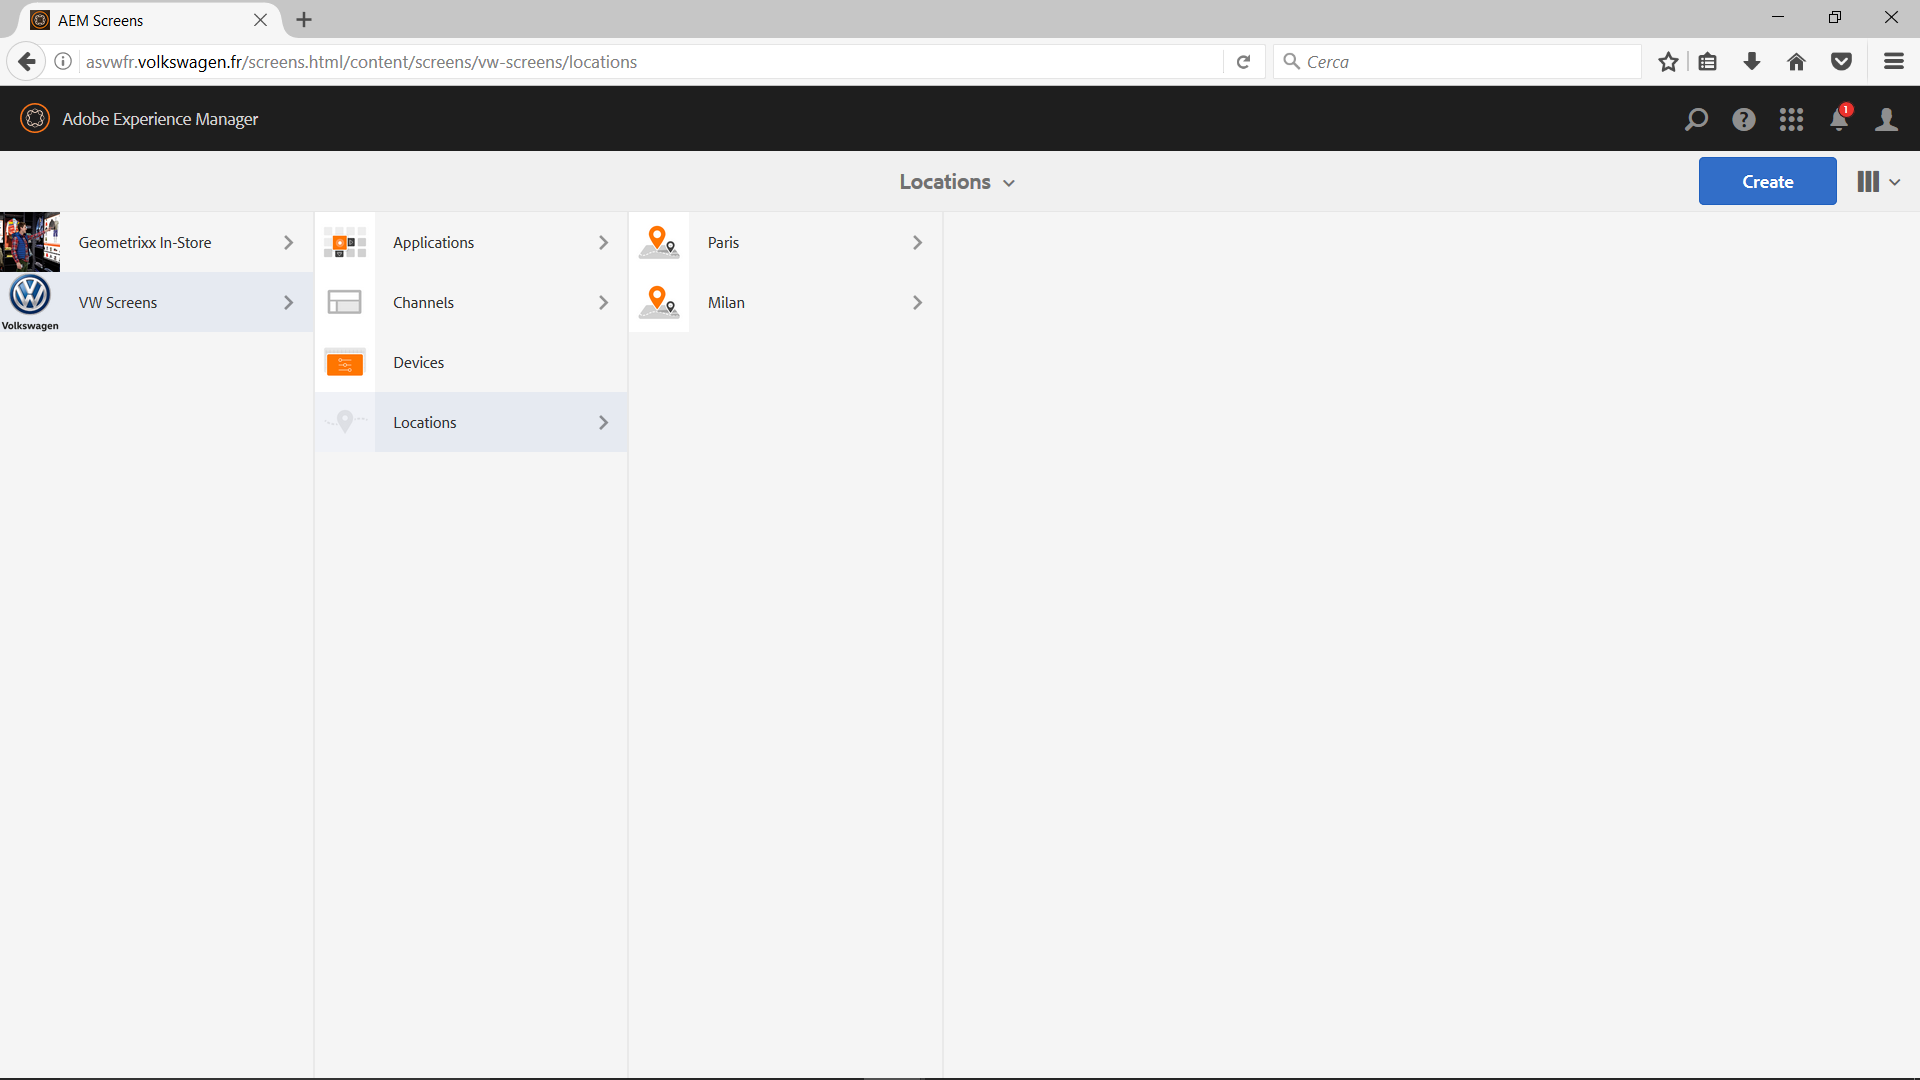 AEM Screens
asvwfr.volkswagen.fr/screens.html/content/screens/vw-screens/locations
Cerca
Adobe Experience Manager
1
Locations
Create
Geometrixx In-Store
Applications
Paris
VW Screens
Volkswagen
Channels
Milan
Devices
Locations